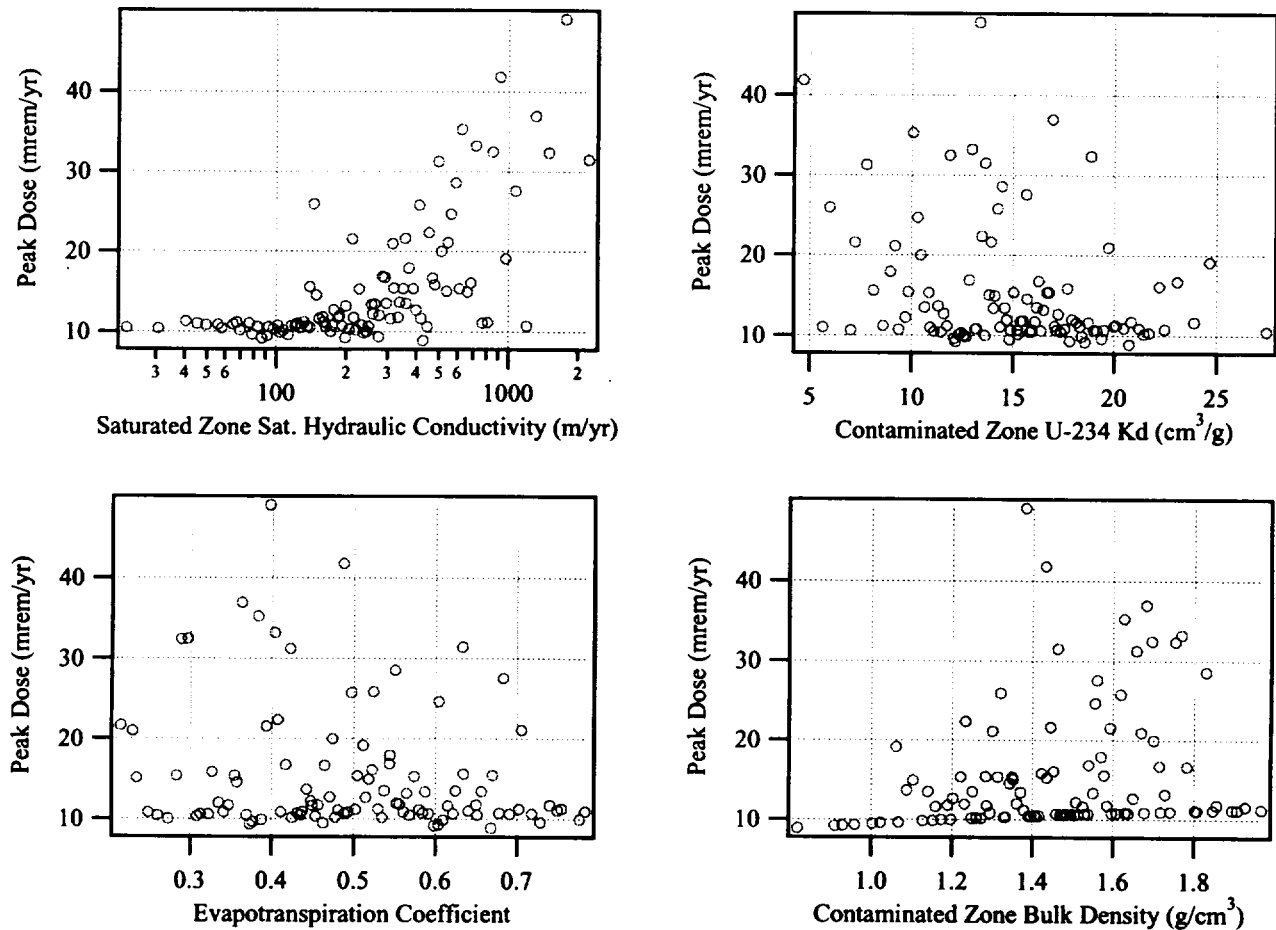 Peak Dose (mrem/yr)
40
30
20
10
3 4 5 6 2 3 4 5 6 2
100 1000
Saturated Zone Sat. Hydraulic Conductivity (m/yr)
Peak Dose (mrem/yr)
40
30
20
10
5 10 15 20 25
Contaminated Zone U-234 Kd (cm³/g)
Peak Dose (mrem/yr)
40
30
20
10
0.3 0.4 0.5 0.6 0.7
Evapotranspiration Coefficient
Peak Dose (mrem/yr)
40
30
20
10
1.0 1.2 1.4 1.6 1.8
Contaminated Zone Bulk Density (g/cm³)